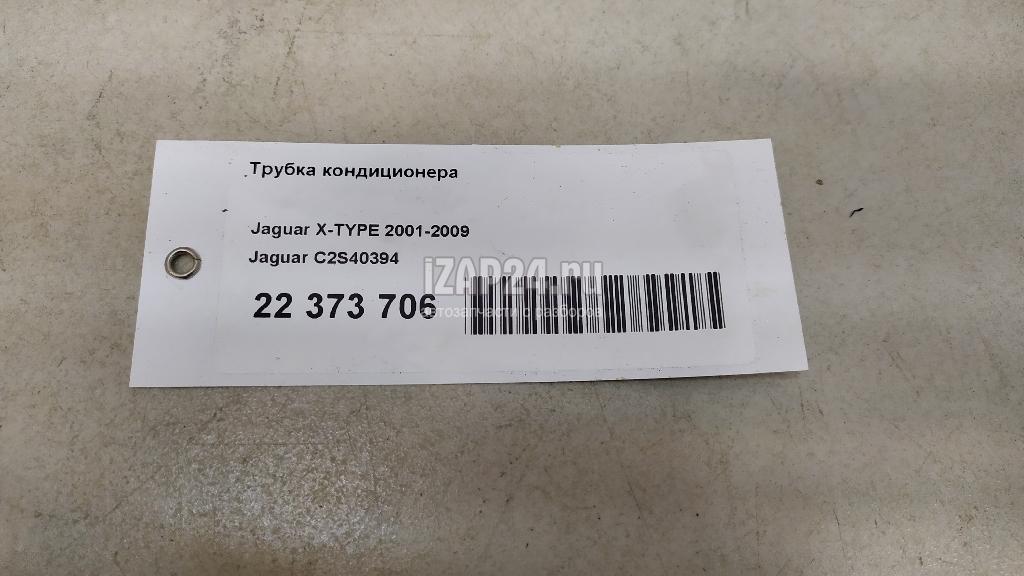 Трубка кондиционера
Jaguar X-TYPE 2001-2009
Jaguar C2S40394
22 373 706
iZAP24.ru
автозапчасти с разборов